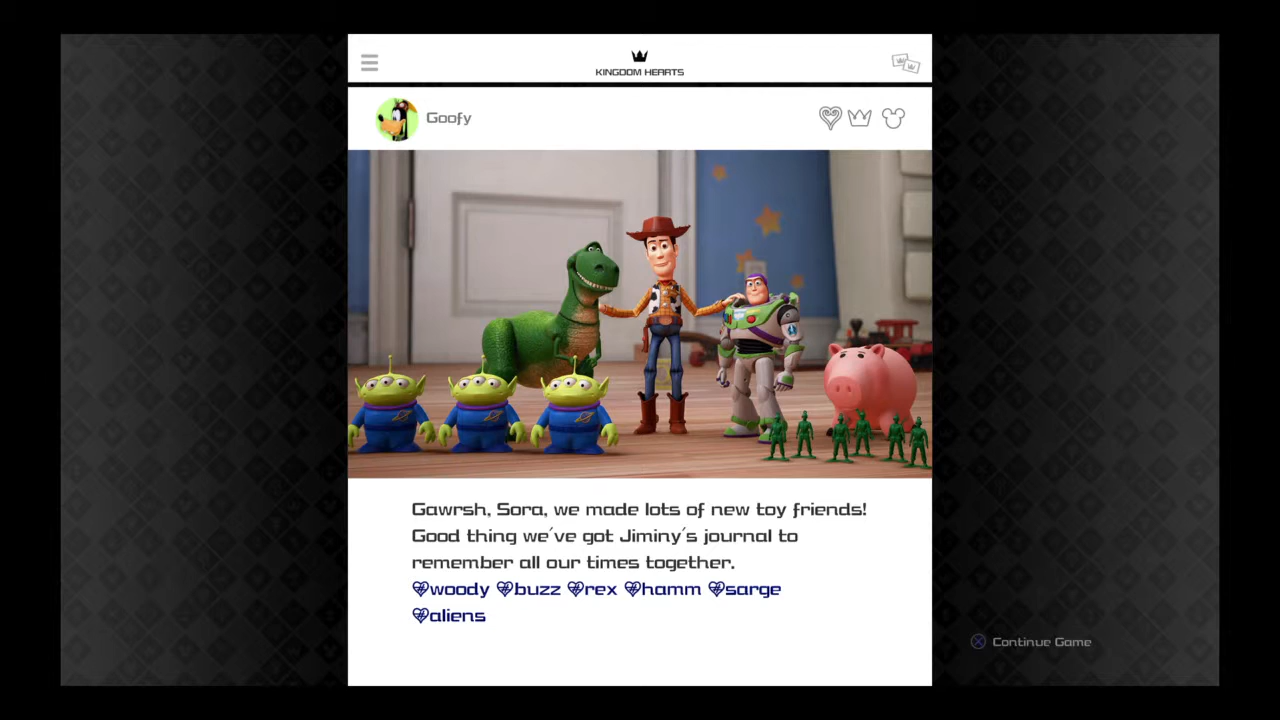 KINGDOM HEARTS
Goofy
Gawrsh, Sora, we made lots of new toy friends!
Good thing we've got Jiminy's journal to
remember all our times together.
woody buzz rex hamm sarge
aliens
Continue Game